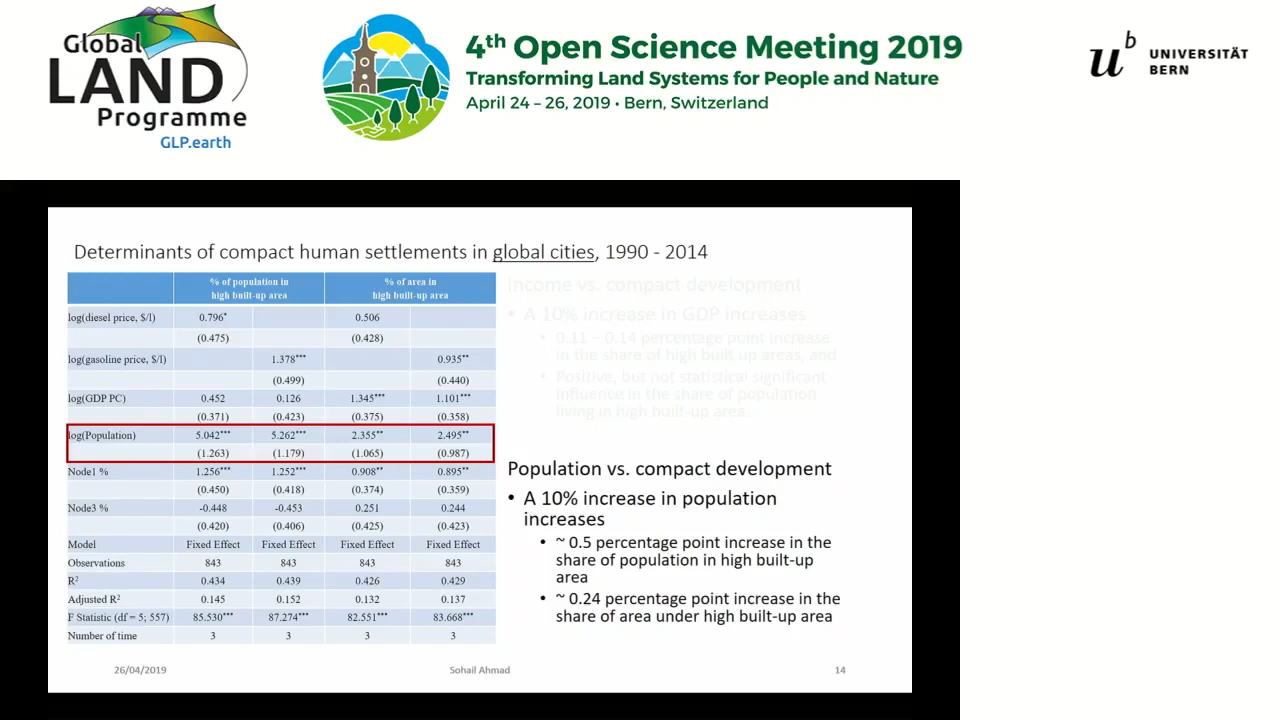 Global
LAND
Programme
GLP.earth
4th Open Science Meeting 2019
Transforming Land Systems for People and Nature
April 24 – 26, 2019 • Bern, Switzerland
u b
UNIVERSITÄT
BERN
Determinants of compact human settlements in global cities, 1990 - 2014
% of population in high built-up area % of area in high built-up area
log(diesel price, $/l) 0.796* 0.506
(0.475) (0.428)
log(gasoline price, $/l) 1.378*** 0.935**
(0.499) (0.440)
log(GDP PC) 0.452 0.126 1.345*** 1.101***
(0.371) (0.423) (0.375) (0.358)
log(Population) 5.042*** 5.262*** 2.355** 2.495**
(1.263) (1.179) (1.065) (0.987)
Node1 % 1.256*** 1.252*** 0.908** 0.895**
(0.450) (0.418) (0.374) (0.359)
Node3 % -0.448 -0.453 0.251 0.244
(0.420) (0.406) (0.425) (0.423)
Model Fixed Effect Fixed Effect Fixed Effect Fixed Effect
Observations 843 843 843 843
R2 0.434 0.439 0.426 0.429
Adjusted R2 0.145 0.152 0.132 0.137
F Statistic (df = 5; 557) 85.530*** 87.274*** 82.551*** 83.668***
Number of time 3 3 3 3
Income vs. compact development
• A 10% increase in GDP increases
• 0.11 – 0.14 percentage point increase
in the share of high built up areas, and
• Positive, but not statistical significant
influence in the share of population
living in high built-up area.
Population vs. compact development
• A 10% increase in population
increases
• ~ 0.5 percentage point increase in the
share of population in high built-up
area
• ~ 0.24 percentage point increase in the
share of area under high built-up area
26/04/2019
Sohail Ahmad
14